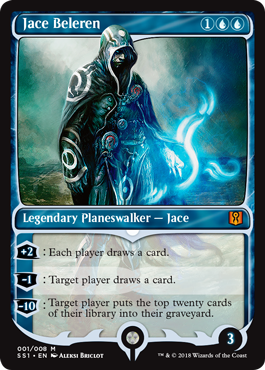 Jace Beleren 1
Legendary Planeswalker — Jace
+2 : Each player draws a card.
-1 : Target player draws a card.
-10 : Target player puts the top twenty cards
of their library into their graveyard.
3
001/008 M
SS1 • EN Aleksi Briclot ™ & © 2018 Wizards of the Coast